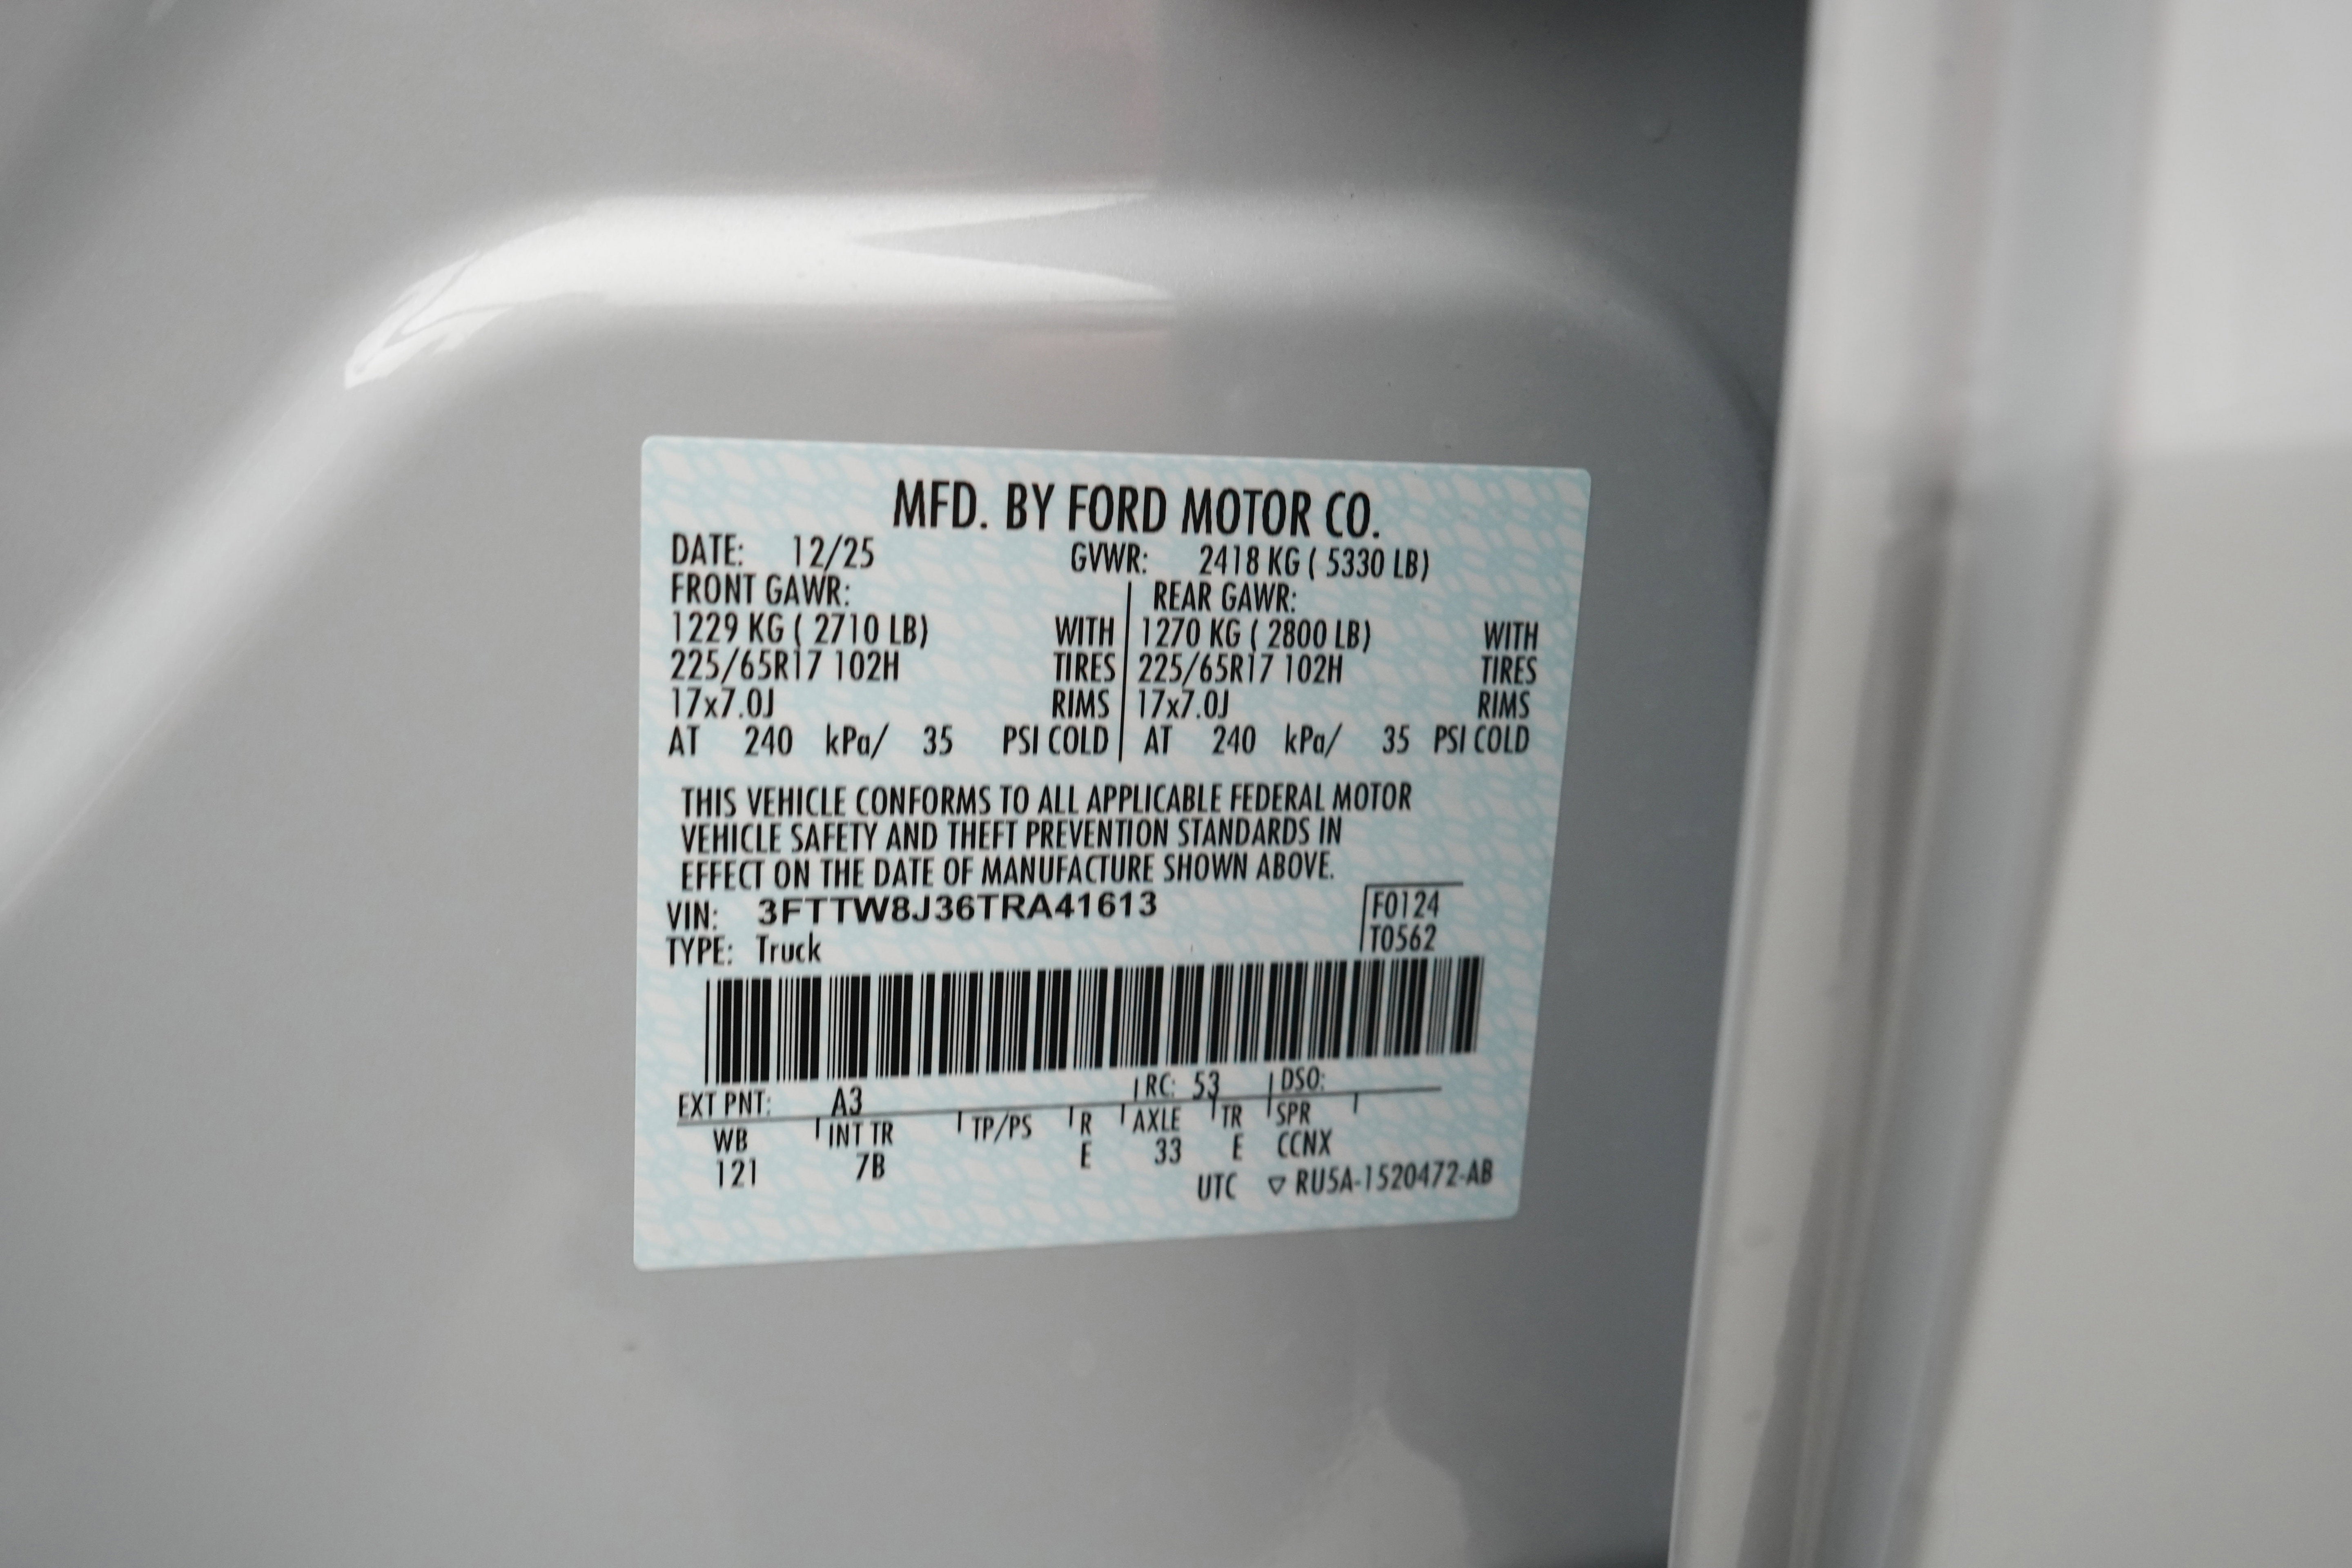 MFD. BY FORD MOTOR CO.
DATE: 12/25 GVWR: 2418 KG ( 5330 LB)
FRONT GAWR: REAR GAWR:
1229 KG ( 2710 LB) WITH 1270 KG ( 2800 LB) WITH
225/65R17 102H TIRES 225/65R17 102H TIRES
17x7.0J RIMS 17x7.0J RIMS
AT 240 kPa/ 35 PSI COLD AT 240 kPa/ 35 PSI COLD
THIS VEHICLE CONFORMS TO ALL APPLICABLE FEDERAL MOTOR
VEHICLE SAFETY AND THEFT PREVENTION STANDARDS IN
EFFECT ON THE DATE OF MANUFACTURE SHOWN ABOVE.
VIN: 3FTTW8J36TRA41613 F0124
TYPE: Truck T0562
EXT PNT: A3 RC: 53 DSO:
WB INT TR TP/PS R AXLE TR SPR
121 7B E 33 E CCNX
UTC ▽ RU5A-1520472-AB